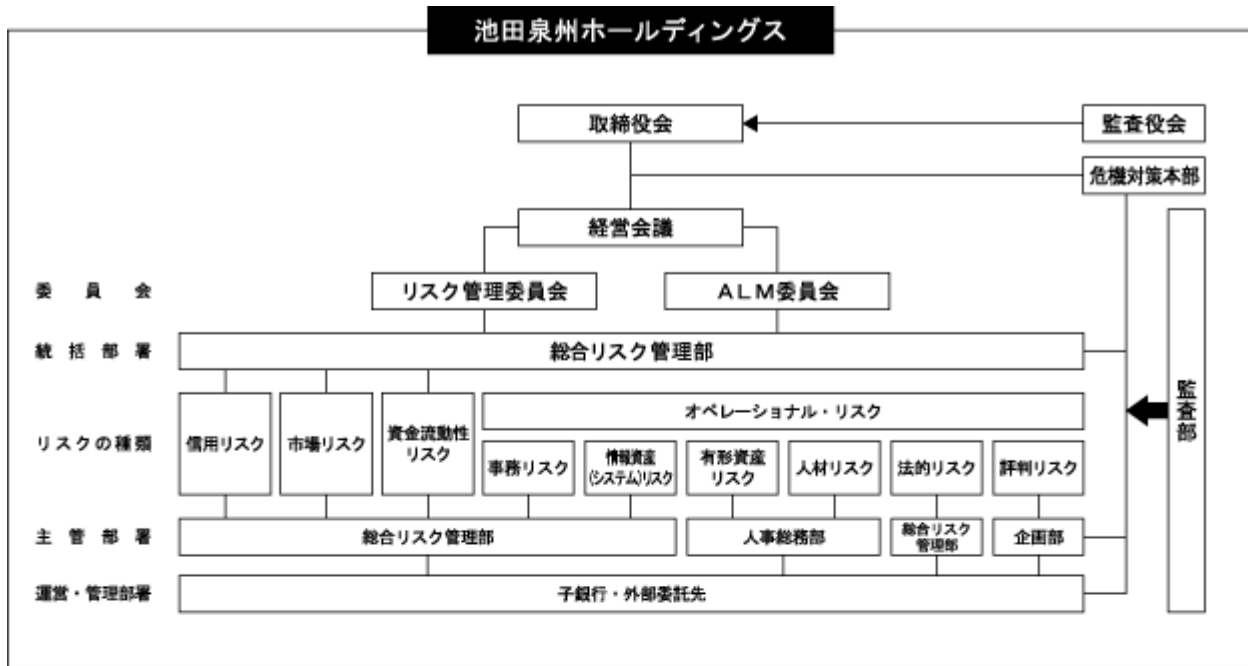 池田泉州ホールディングス
取締役会
監査役会
危機対策本部
経営会議
委員会
リスク管理委員会
ALM委員会
統括部署
総合リスク管理部
監査部
リスクの種類
信用リスク
市場リスク
資金流動性
リスク
オペレーショナル・リスク
事務リスク
情報資産
(システム)リスク
有形資産
リスク
人材リスク
法的リスク
評判リスク
主管部署
総合リスク管理部
人事総務部
総合リスク
管理部
企画部
運営・管理部署
子銀行・外部委託先